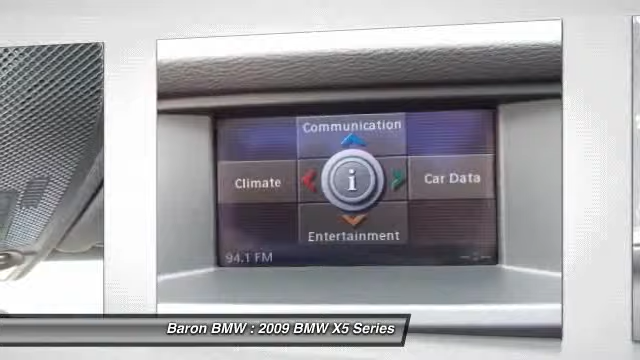 Communication
Climate
i
Car Data
Entertainment
94.1 FM
Baron BMW : 2009 BMW X5 Series